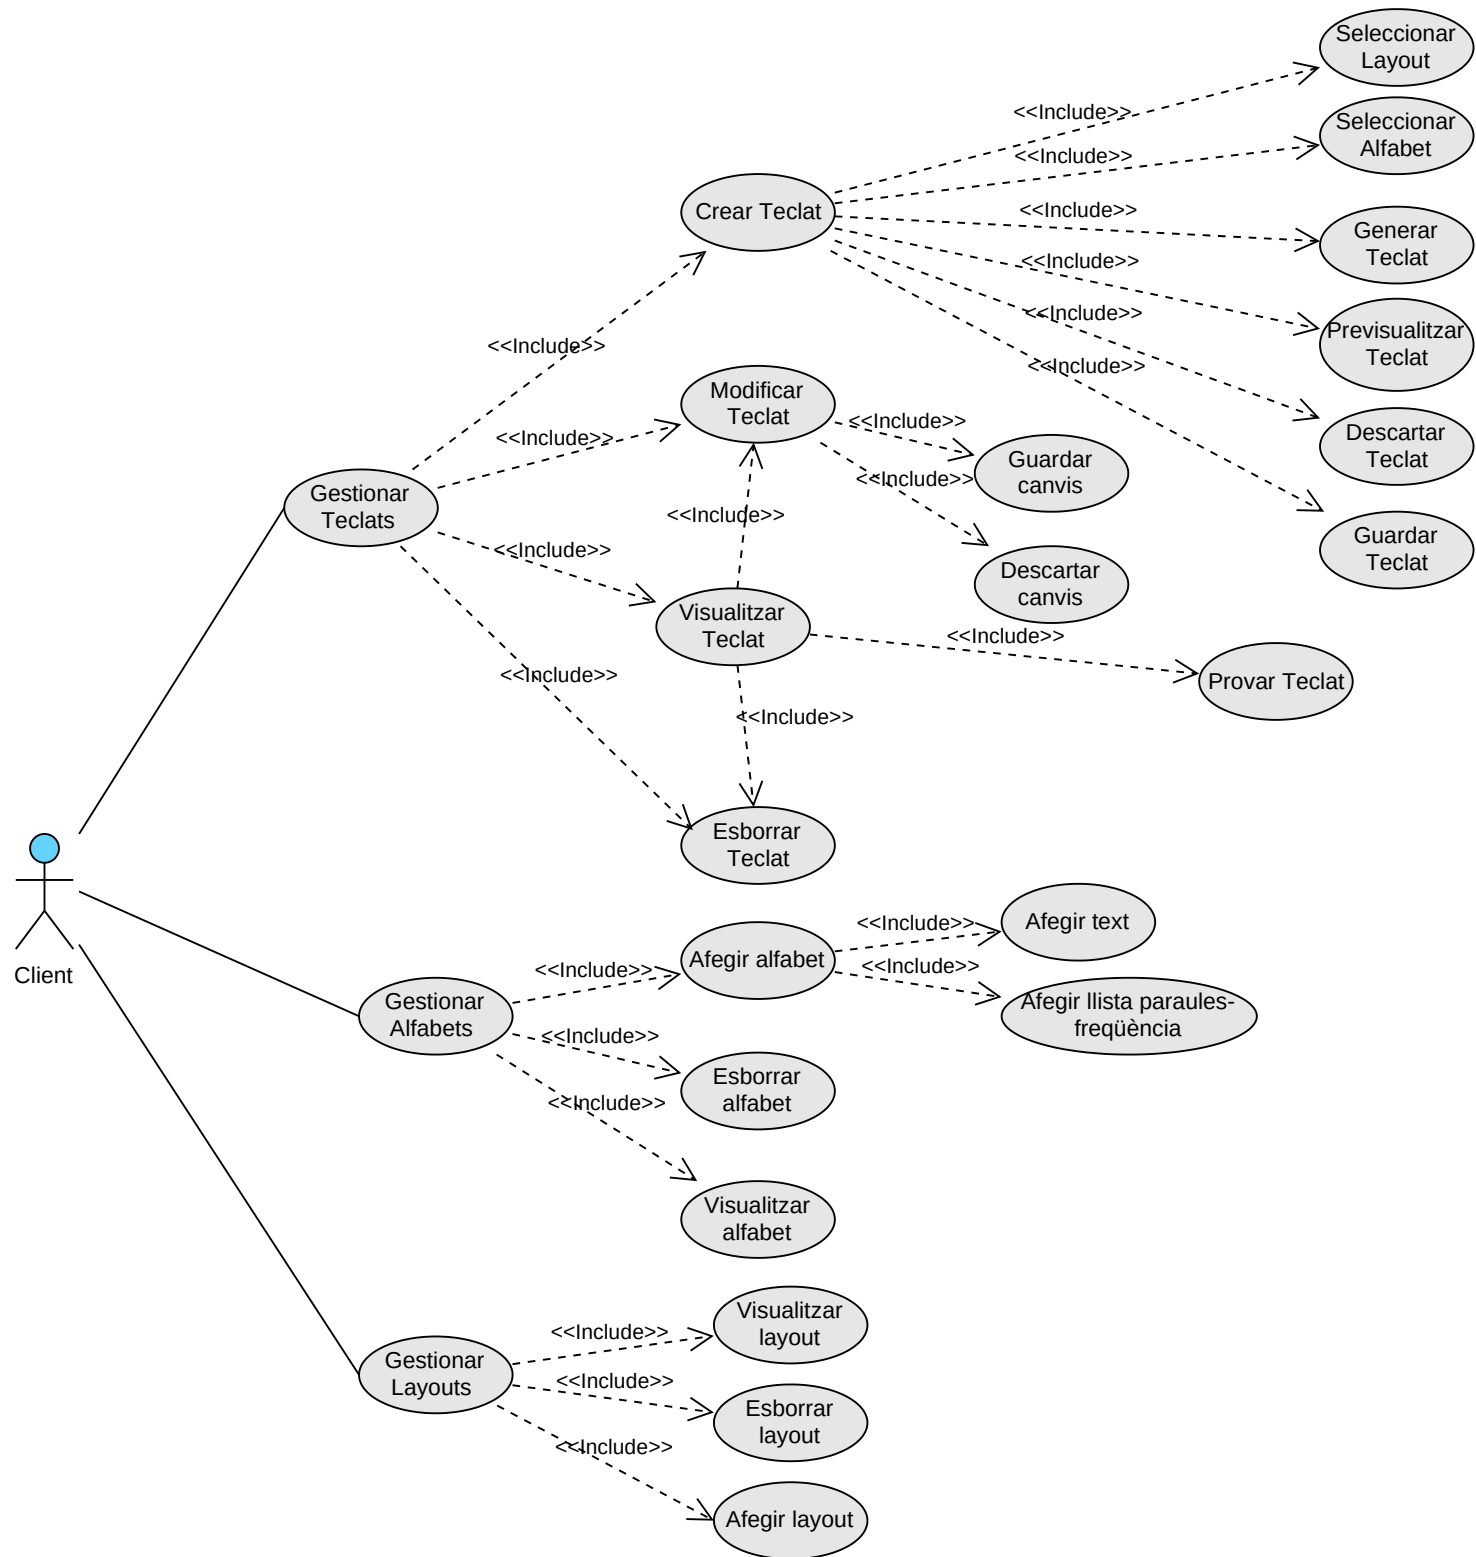 Seleccionar
Layout
<<Include>>
Seleccionar
Alfabet
<<Include>>
Crear Teclat
<<Include>>
Generar
Teclat
<<Include>>
<<Include>>
Previsualitzar
Teclat
<<Include>>
<<Include>>
Modificar
Teclat
<<Include>>
Descartar
Teclat
<<Include>>
Guardar
canvis
<<Include>>
Gestionar
Teclats
<<Include>>
<<Include>>
Guardar
Teclat
Descartar
canvis
Visualitzar
Teclat
<<Include>>
Provar Teclat
<<Include>>
<<Include>>
Esborrar
Teclat
Client
Afegir text
<<Include>>
Afegir alfabet
<<Include>>
<<Include>>
Gestionar
Alfabets
Afegir llista paraules-
freqüència
<<Include>>
Esborrar
alfabet
<<Include>>
Visualitzar
alfabet
Visualitzar
layout
<<Include>>
Gestionar
Layouts
<<Include>>
Esborrar
layout
<<Include>>
Afegir layout